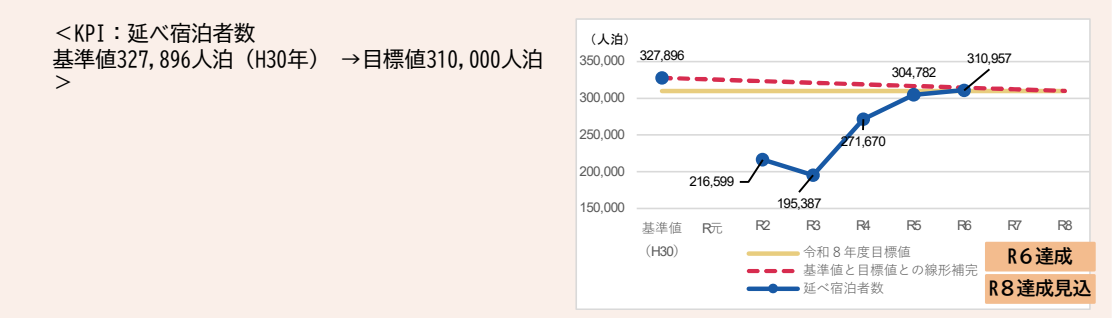 ＜KPI：延べ宿泊者数
基準値327,896人泊（H30年） →目標値310,000人泊
＞
（人泊）
327,896
310,957
304,782
271,670
216,599
195,387
350,000
300,000
250,000
200,000
150,000
基準値 R元 R2 R3 R4 R5 R6 R7 R8
（H30）
令和８年度目標値
基準値と目標値との線形補完
延べ宿泊者数
R６達成
R８達成見込